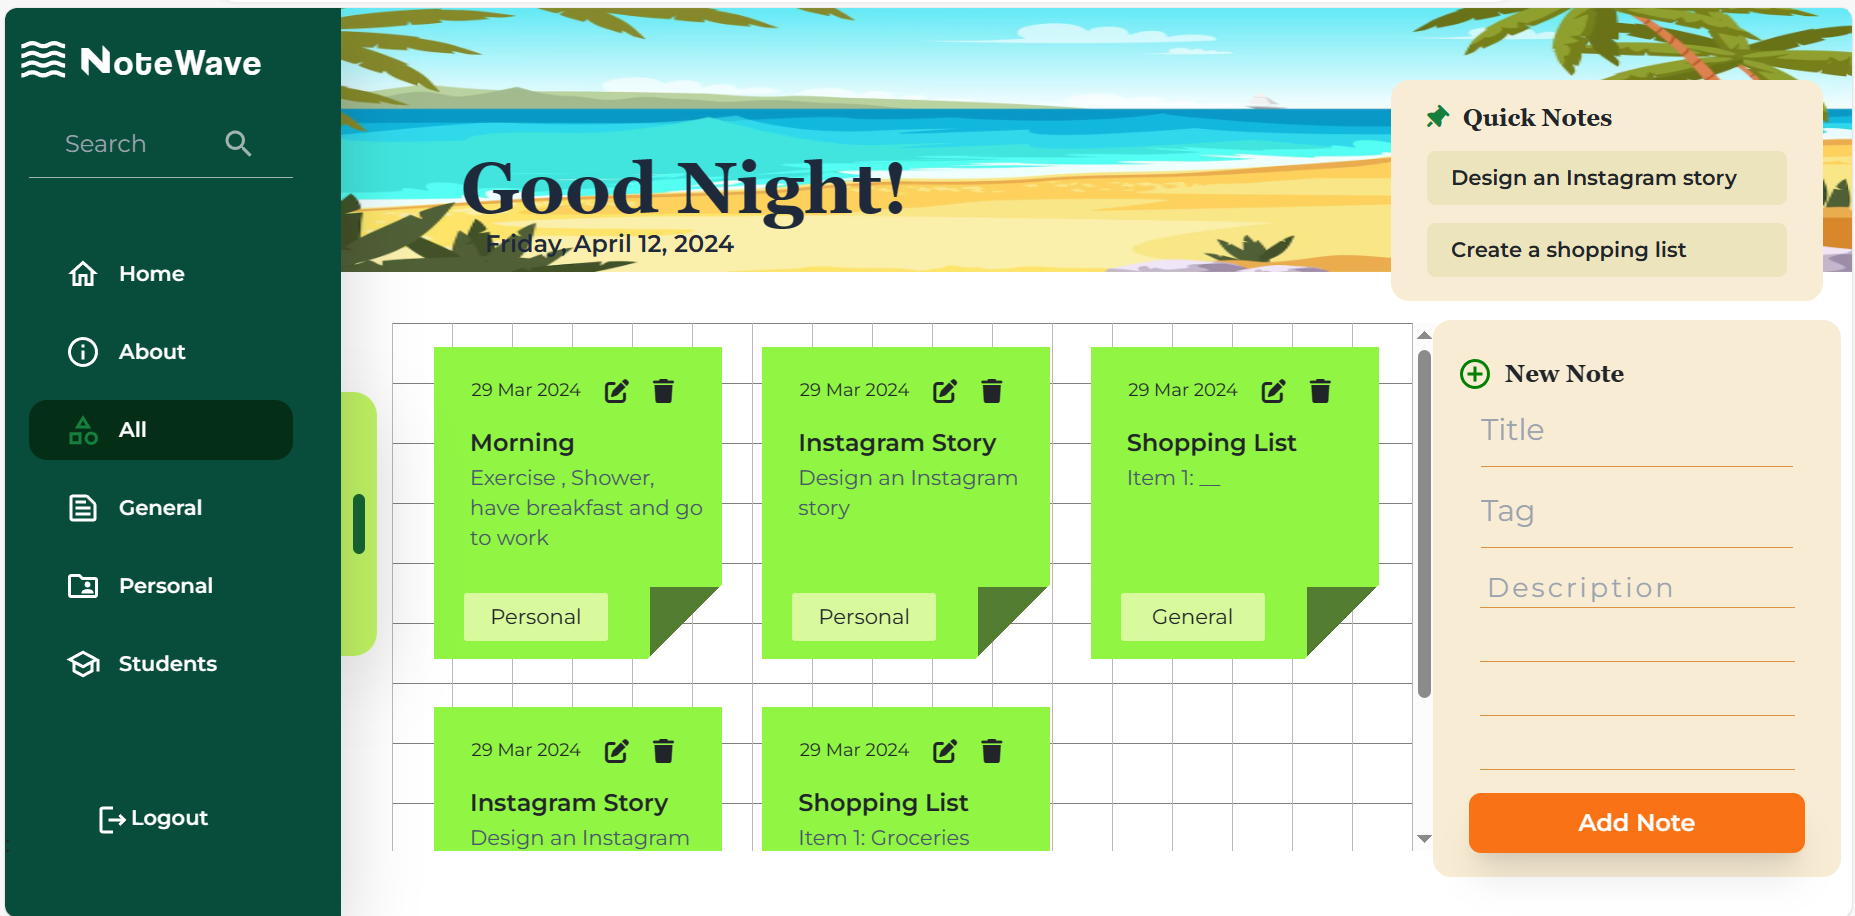 NoteWave
Search
Home
About
All
General
Personal
Students
Logout
Good Night!
Friday, April 12, 2024
Quick Notes
Design an Instagram story
Create a shopping list
29 Mar 2024
Morning
Exercise , Shower,
have breakfast and go
to work
Personal
29 Mar 2024
Instagram Story
Design an Instagram
story
Personal
29 Mar 2024
Shopping List
Item 1: __
General
29 Mar 2024
Instagram Story
Design an Instagram
29 Mar 2024
Shopping List
Item 1: Groceries
New Note
Title
Tag
Description
Add Note